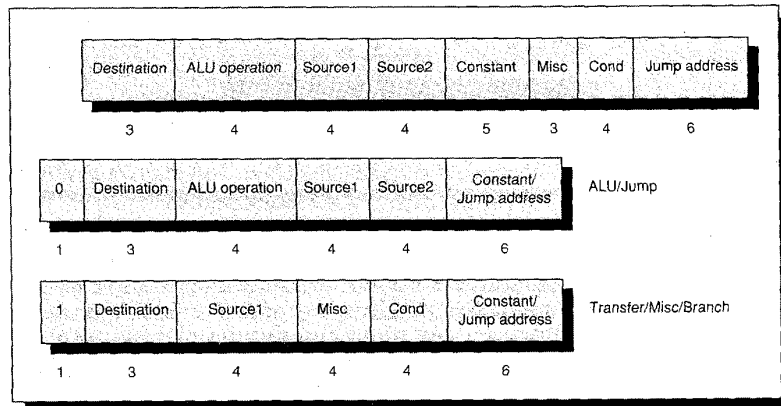 Destination ALU operation Source1 Source2 Constant Misc Cond Jump address
3 4 4 4 5 3 4 6
0 Destination ALU operation Source1 Source2 Constant/
Jump address ALU/Jump
1 3 4 4 4 6
1 Destination Source1 Misc Cond Constant/
Jump address Transfer/Misc/Branch
1 3 4 4 4 6